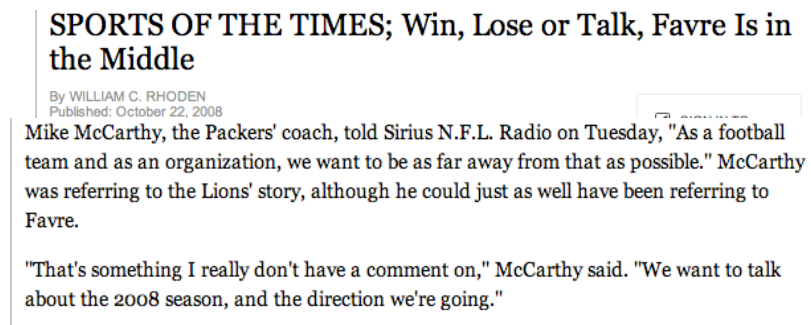 SPORTS OF THE TIMES; Win, Lose or Talk, Favre Is in
the Middle
By WILLIAM C. RHODEN
Published: October 22, 2008
Mike McCarthy, the Packers' coach, told Sirius N.F.L. Radio on Tuesday, "As a football
team and as an organization, we want to be as far away from that as possible." McCarthy
was referring to the Lions' story, although he could just as well have been referring to
Favre.
"That's something I really don't have a comment on," McCarthy said. "We want to talk
about the 2008 season, and the direction we're going."